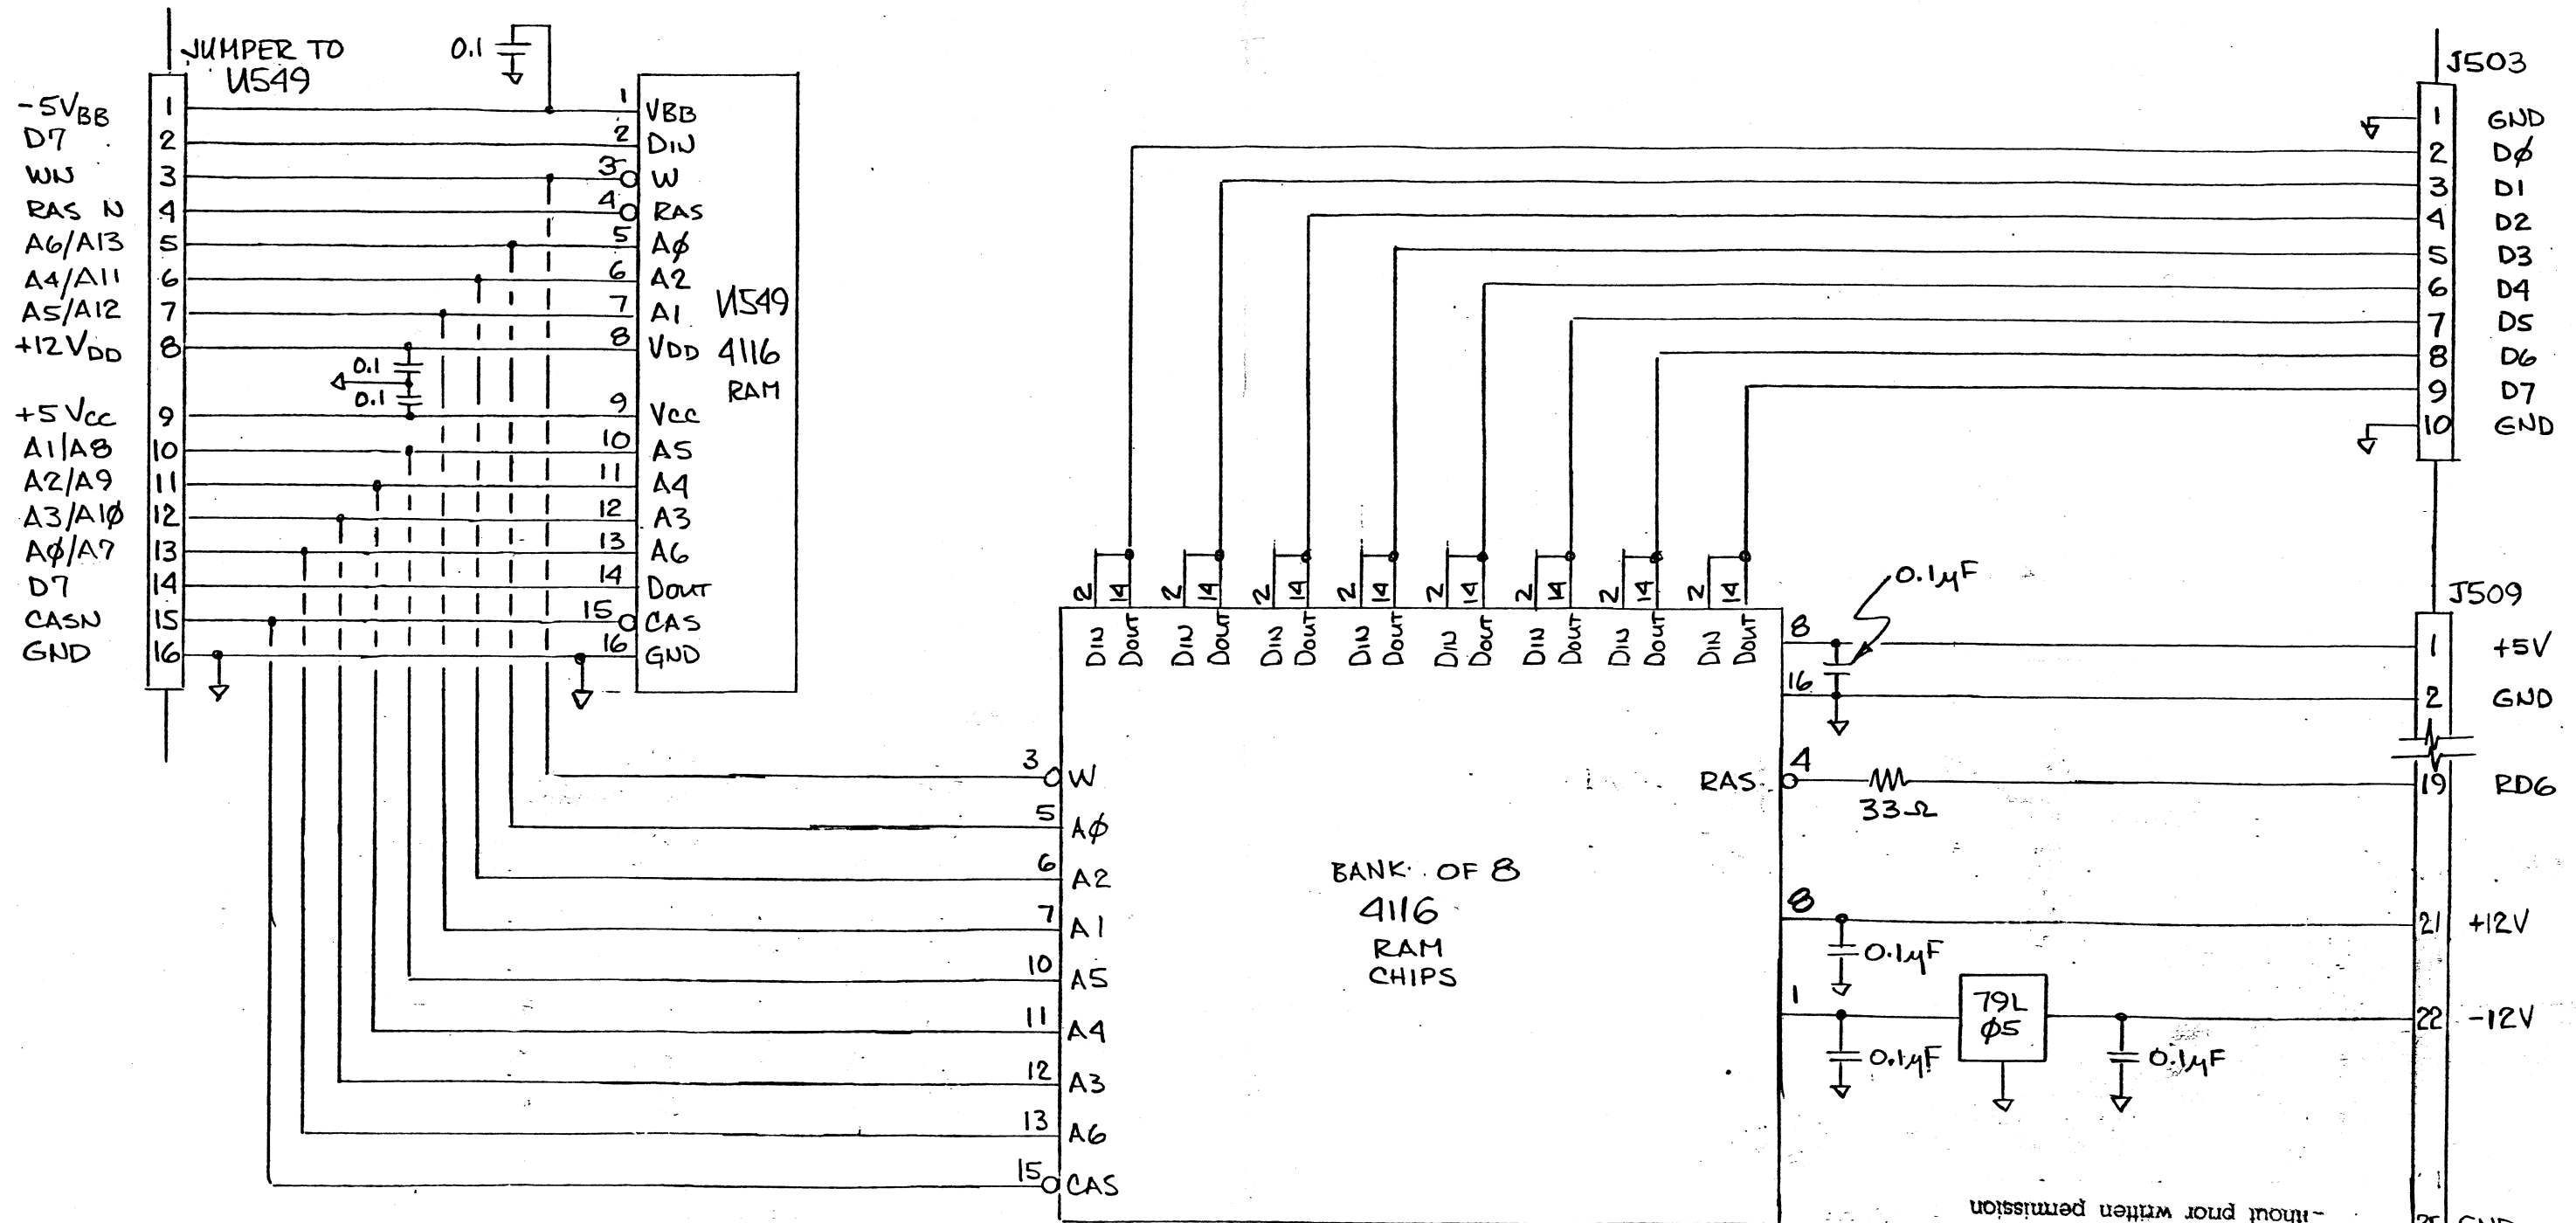 JUMPER TO
U549
0.1
-5VBB 1 1 VBB
D7 2 2 DIN
WN 3 3 W
RAS N 4 4 RAS
A6/A13 5 5 AØ
A4/A11 6 6 A2
A5/A12 7 7 A1
+12VDD 8 8 VDD
0.1
0.1
+5VCC 9 9 VCC
A1/A8 10 10 A5
A2/A9 11 11 A4
A3/A1Ø 12 12 A3
AØ/A7 13 13 A6
D7 14 14 DOUT
CASN 15 15 CAS
GND 16 16 GND
U549
4116
RAM
J503
1 GND
2 DØ
3 D1
4 D2
5 D3
6 D4
7 D5
8 D6
9 D7
10 GND
2 14 2 14 2 14 2 14 2 14 2 14 2 14 2 14
DIN DOUT DIN DOUT DIN DOUT DIN DOUT DIN DOUT DIN DOUT DIN DOUT DIN DOUT
3 W
5 AØ
6 A2
7 A1
10 A5
11 A4
12 A3
13 A6
15 CAS
BANK OF 8
4116
RAM
CHIPS
J509
0.1µF
8 1 +5V
16 2 GND
RAS 4 19 RD6
33Ω
8 21 +12V
0.1µF
1 22 -12V
79L
Ø5
0.1µF
0.1µF
GND
prior written permission